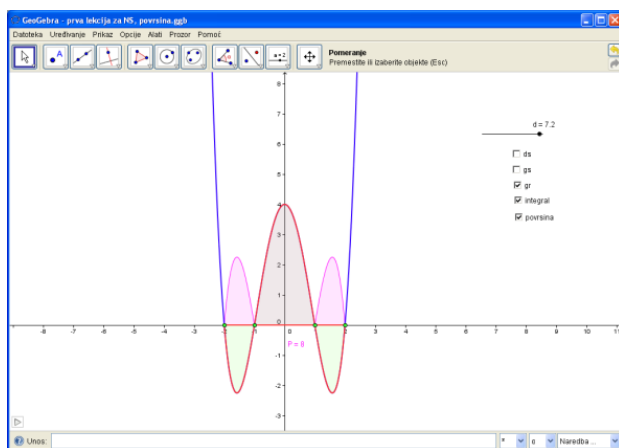 GeoGebra - prva lekcija za NS, povrsina.ggb
Datoteka Uređivanje Prikaz Opcije Alati Prozor Pomoć
A
a = 2
Pomeranje
Premestite ili izaberite objekte (Esc)
d = 7.2
ds
gs
gr
integral
povrsina
8
7
6
5
4
3
2
1
0
-8 -7 -6 -5 -4 -3 -2 -1 0 1 2 3 4 5 6 7 8 9 10 11
P = 8
-1
-2
-3
Unos:
Naredba ...